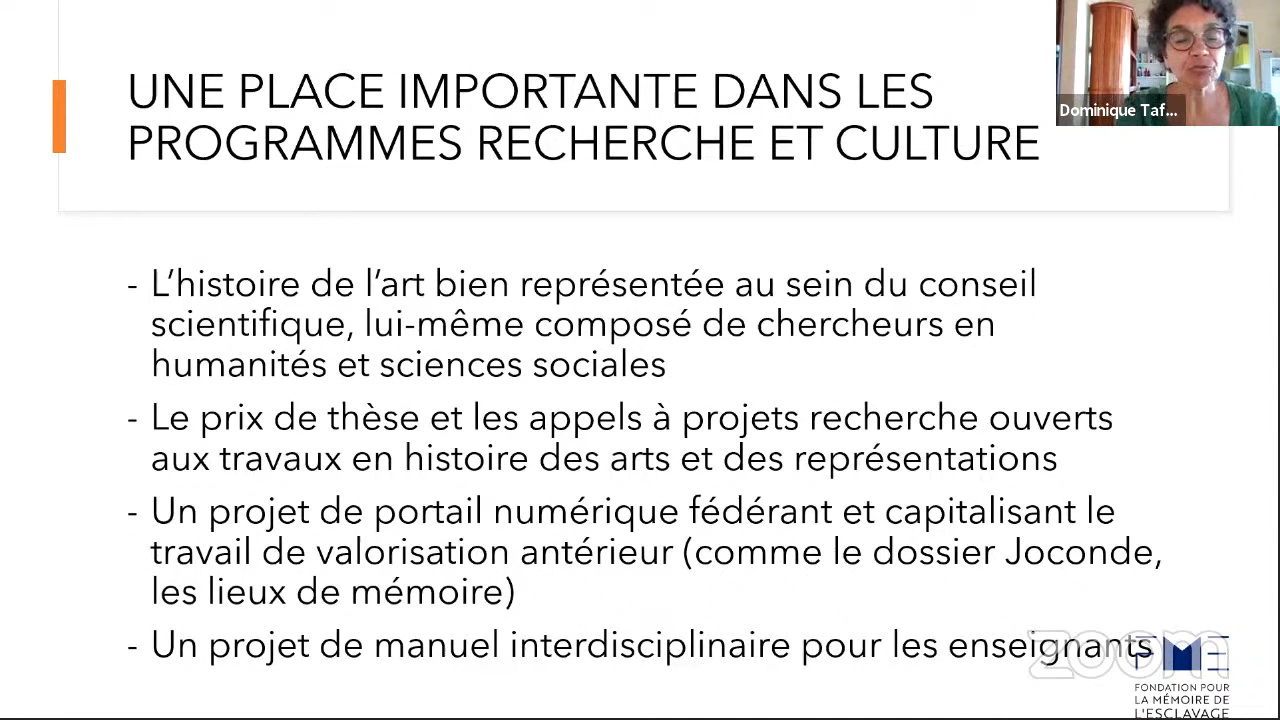 UNE PLACE IMPORTANTE DANS LES
PROGRAMMES RECHERCHE ET CULTURE
Dominique Taf...
- L'histoire de l'art bien représentée au sein du conseil
scientifique, lui-même composé de chercheurs en
humanités et sciences sociales
- Le prix de thèse et les appels à projets recherche ouverts
aux travaux en histoire des arts et des représentations
- Un projet de portail numérique fédérant et capitalisant le
travail de valorisation antérieur (comme le dossier Joconde,
les lieux de mémoire)
- Un projet de manuel interdisciplinaire pour les enseignants
zoom
FME
FONDATION POUR
LA MÉMOIRE DE
L'ESCLAVAGE